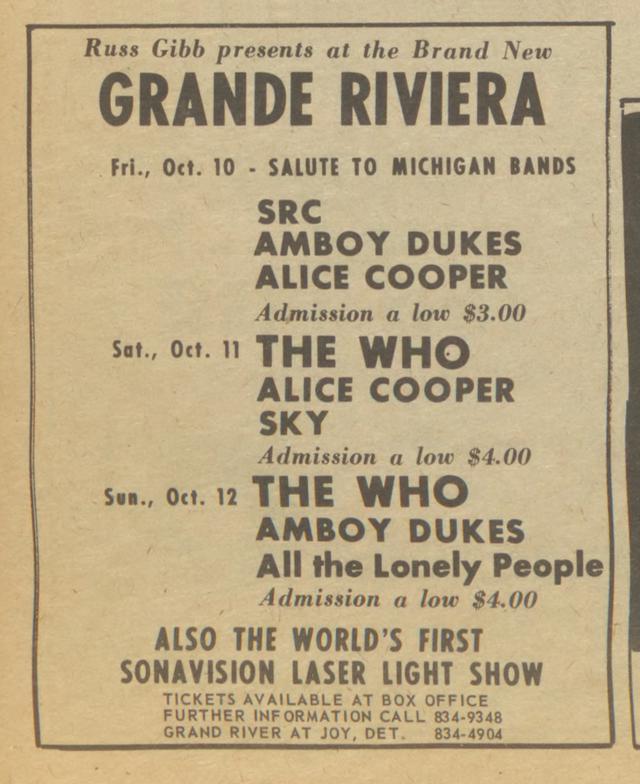 Russ Gibb presents at the Brand New
GRANDE RIVIERA
Fri., Oct. 10 - SALUTE TO MICHIGAN BANDS
SRC
AMBOY DUKES
ALICE COOPER
Admission a low $3.00
Sat., Oct. 11 THE WHO
ALICE COOPER
SKY
Admission a low $4.00
Sun., Oct. 12 THE WHO
AMBOY DUKES
All the Lonely People
Admission a low $4.00
ALSO THE WORLD'S FIRST
SONAVISION LASER LIGHT SHOW
TICKETS AVAILABLE AT BOX OFFICE
FURTHER INFORMATION CALL 834-9348
GRAND RIVER AT JOY, DET. 834-4904